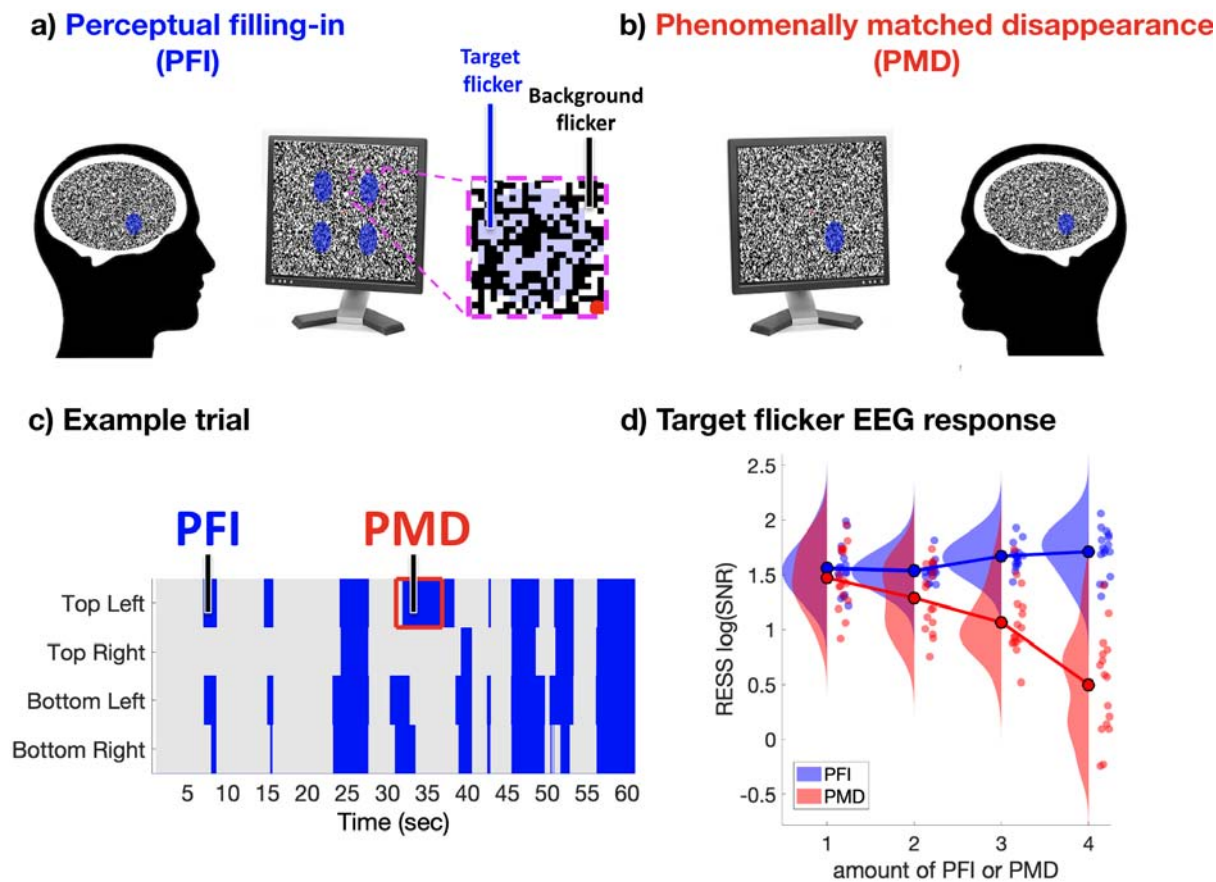 a) Perceptual filling-in
(PFI)
b) Phenomenally matched disappearance
(PMD)
Target
flicker
Background
flicker
c) Example trial
PFI
PMD
Top Left
Top Right
Bottom Left
Bottom Right
5 10 15 20 25 30 35 40 45 50 55 60
Time (sec)
d) Target flicker EEG response
2.5
2
1.5
1
0.5
0
-0.5
RESS log(SNR)
PFI
PMD
1 2 3 4
amount of PFI or PMD